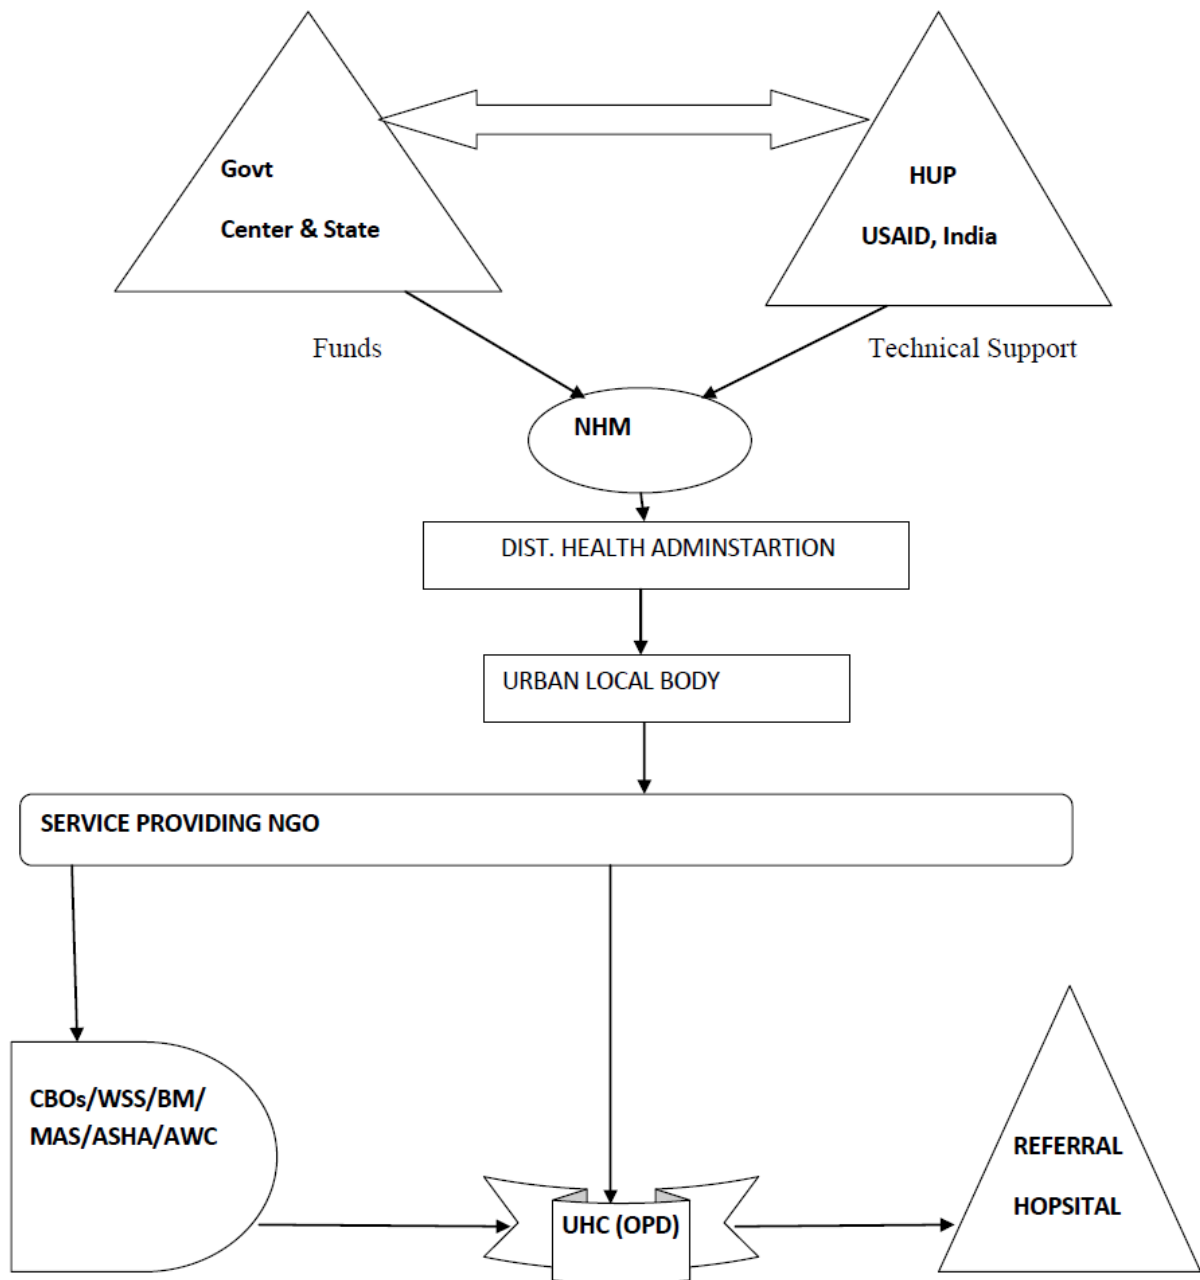 Govt
Center & State
HUP
USAID, India
Funds
Technical Support
NHM
DIST. HEALTH ADMINSTARTION
URBAN LOCAL BODY
SERVICE PROVIDING NGO
CBOs/WSS/BM/
MAS/ASHA/AWC
UHC (OPD)
REFERRAL
HOPSITAL